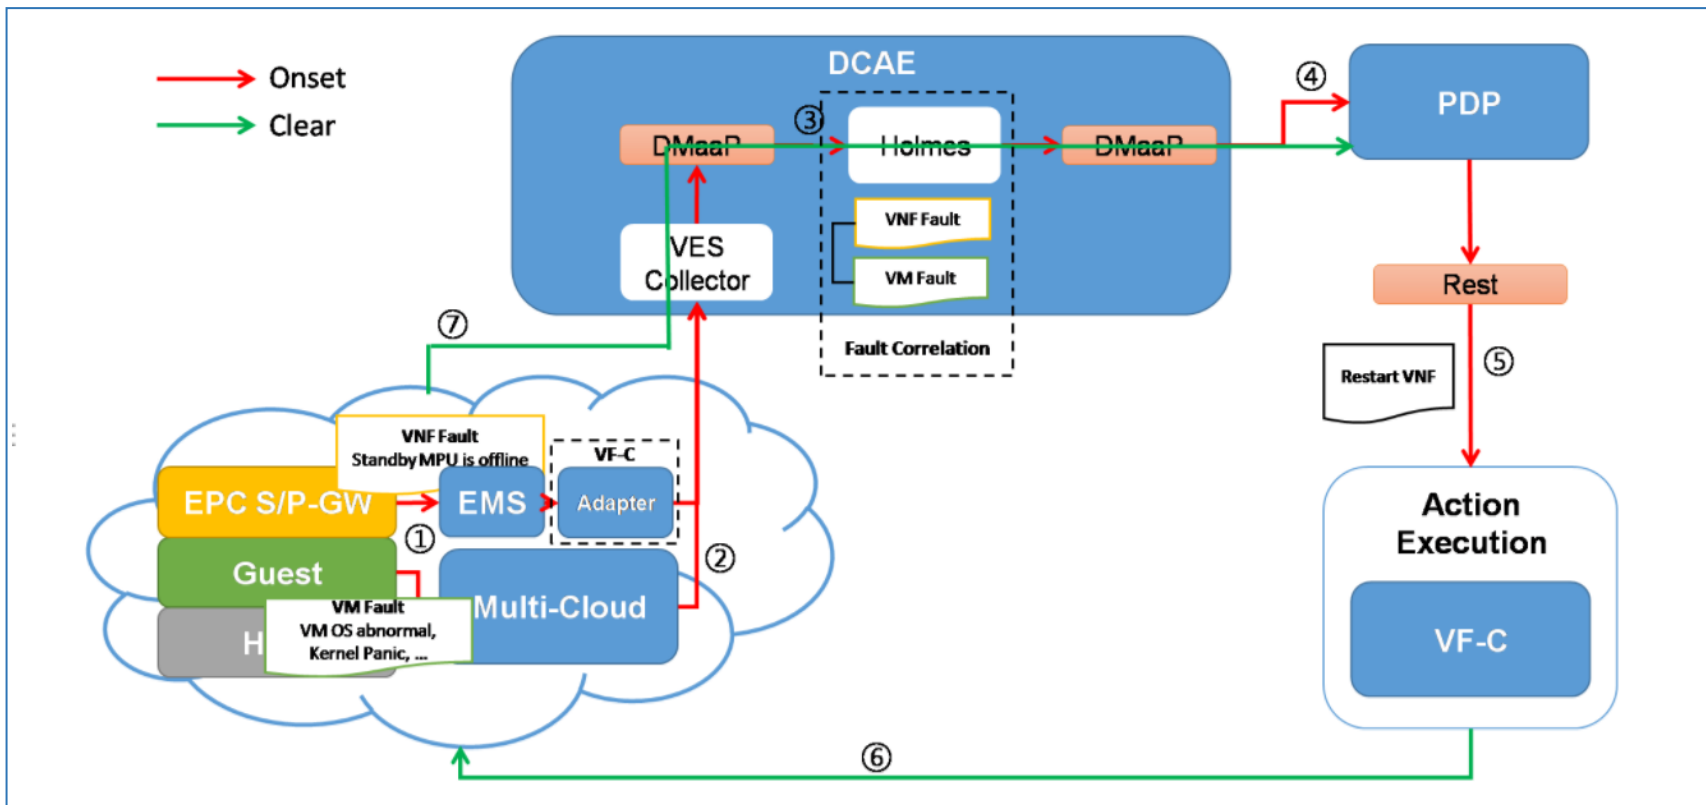 Onset
Clear
DCAE
④
PDP
③
DMaaP
Holmes
DMaaP
VNF Fault
VES
Collector
VM Fault
Rest
⑦
Fault Correlation
⑤
Restart VNF
VNF Fault
Standby MPU is offline
VF-C
EPC S/P-GW
EMS
Adapter
①
②
Guest
Multi-Cloud
VM Fault
VM OS abnormal,
Kernel Panic, ...
H
Action
Execution
VF-C
⑥